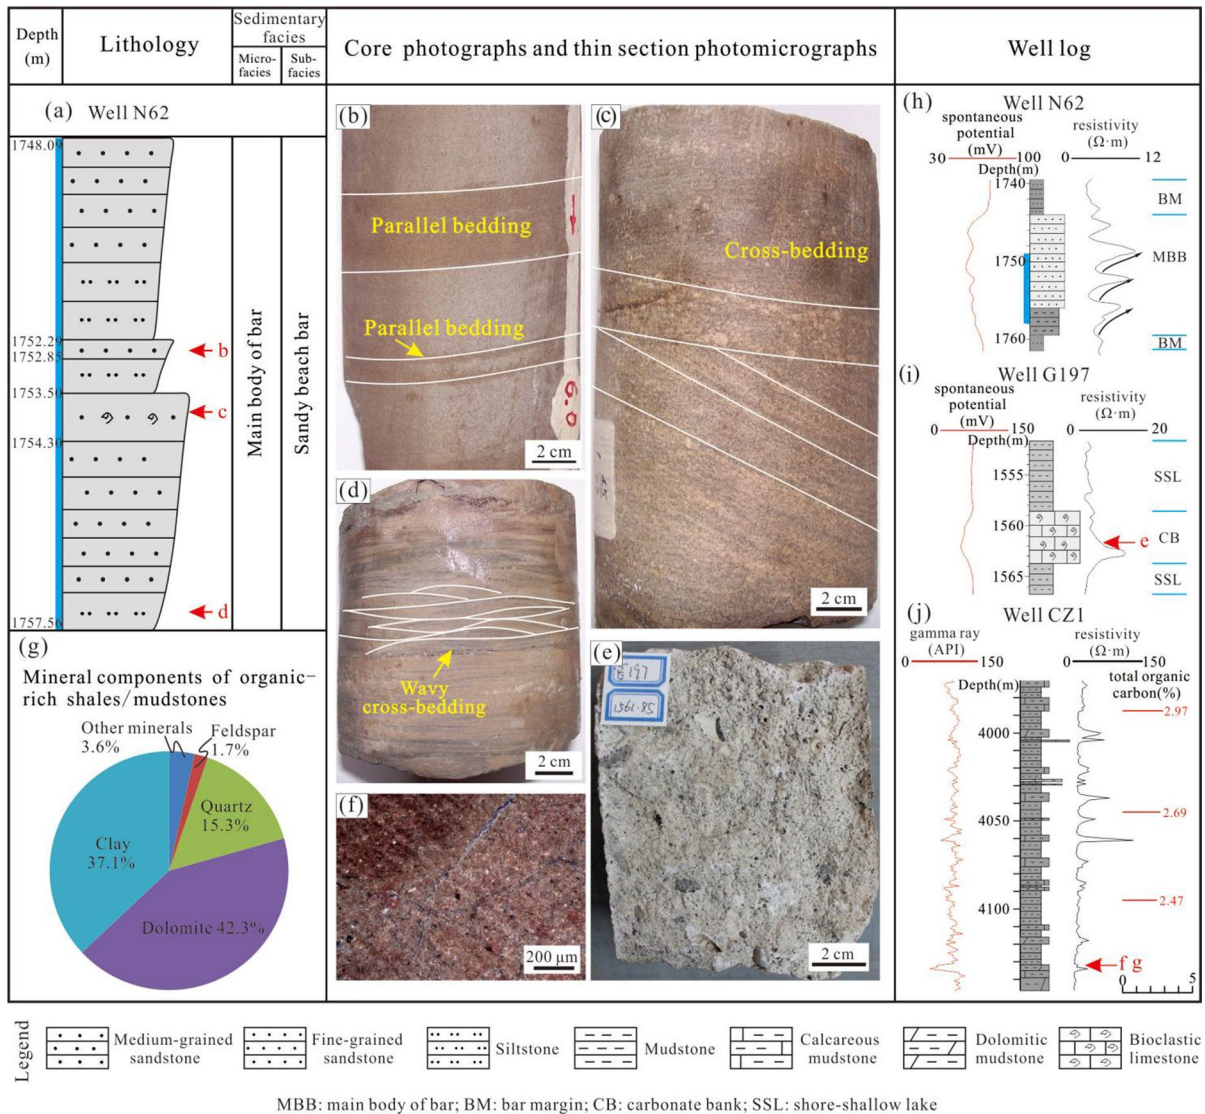 Depth
(m)
Lithology
Sedimentary
facies
Micro-
facies
Sub-
facies
Core photographs and thin section photomicrographs
Well log
(a) Well N62
1748.09
1752.29
1752.85
1753.50
1754.30
1757.56
b
c
d
Main body of bar
Sandy beach bar
(b)
Parallel bedding
Parallel bedding
6.0
2 cm
(c)
Cross-bedding
2 cm
(d)
Wavy
cross-bedding
2 cm
(e)
1561.85
2 cm
(f)
200 μm
(g)
Mineral components of organic-
rich shales/mudstones
Other minerals
3.6%
Feldspar
1.7%
Quartz
15.3%
Clay
37.1%
Dolomite 42.3%
(h)
Well N62
spontaneous
potential
(mV)
30 100
resistivity
(Ω·m)
0 12
Depth(m)
1740
1750
1760
BM
MBB
BM
(i)
Well G197
spontaneous
potential
(mV)
0 150
resistivity
(Ω·m)
0 20
Depth(m)
1555
1560
1565
SSL
CB
SSL
e
(j)
Well CZ1
gamma ray
(API)
0 150
resistivity
(Ω·m)
0 150
Depth(m)
total organic
carbon(%)
4000
4050
4100
2.97
2.69
2.47
f g
0 5
Legend
Medium-grained
sandstone
Fine-grained
sandstone
Siltstone
Mudstone
Calcareous
mudstone
Dolomitic
mudstone
Bioclastic
limestone
MBB: main body of bar; BM: bar margin; CB: carbonate bank; SSL: shore-shallow lake